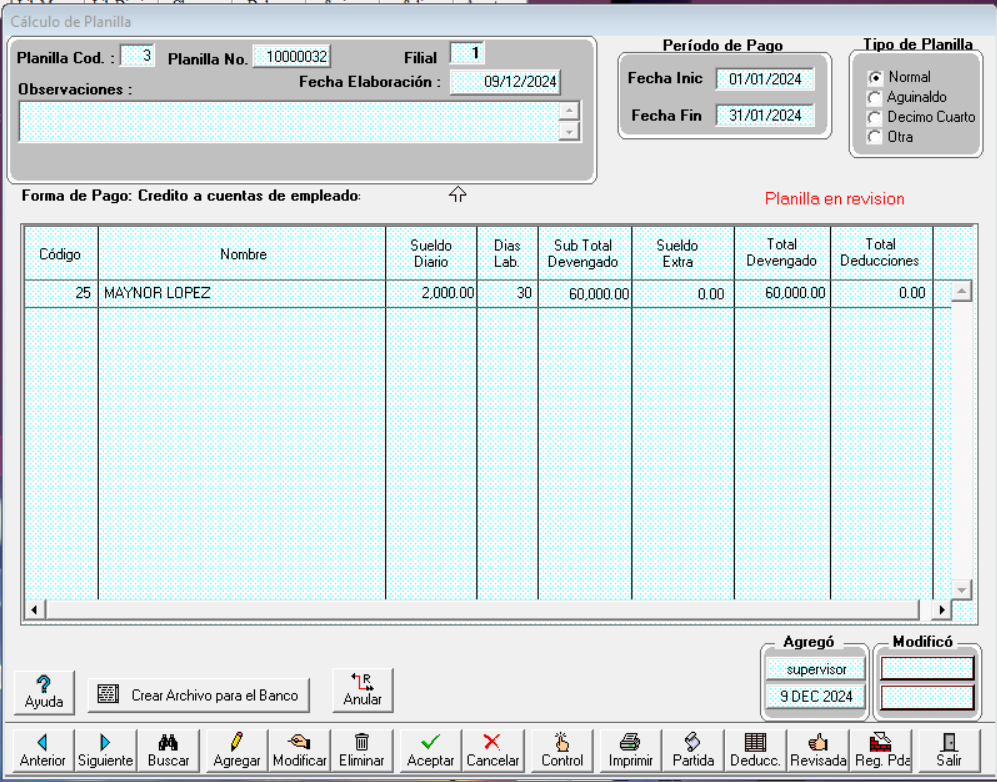 Cálculo de Planilla
Planilla Cod. : 3 Planilla No. 10000032 Filial 1
Fecha Elaboración : 09/12/2024
Observaciones :
Período de Pago
Fecha Inic 01/01/2024
Fecha Fin 31/01/2024
Tipo de Planilla
Normal
Aguinaldo
Decimo Cuarto
Otra
Forma de Pago: Credito a cuentas de empleado:
Planilla en revision
Código Nombre Sueldo Diario Dias Lab. Sub Total Devengado Sueldo Extra Total Devengado Total Deducciones
25 MAYNOR LOPEZ 2,000.00 30 60,000.00 0.00 60,000.00 0.00
Agregó
supervisor
9 DEC 2024
Modificó
Ayuda
Crear Archivo para el Banco
R
Anular
Anterior Siguiente Buscar Agregar Modificar Eliminar Aceptar Cancelar Control Imprimir Partida Deducc. Revisada Reg. Pda Salir